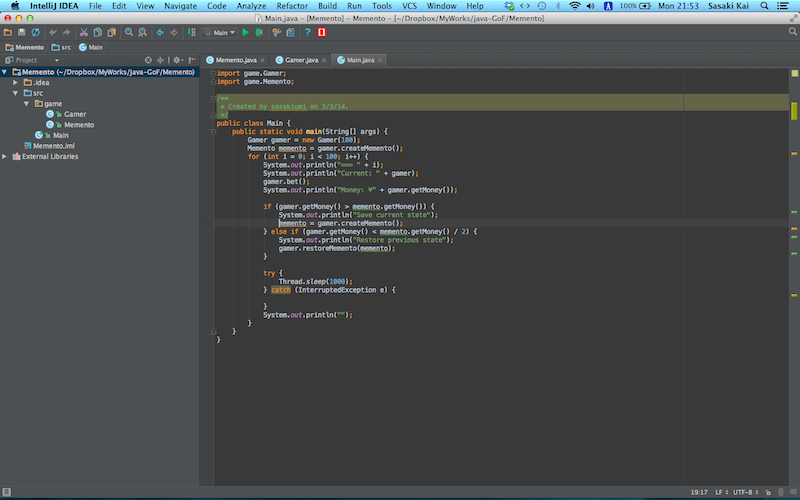 IntelliJ IDEA File Edit View Navigate Code Analyze Refactor Build Run Tools VCS Window Help 100% Mon 21:53 Sasaki Kai
Main.java – [Memento] – Memento – [~/Dropbox/MyWorks/java-GoF/Memento]
Main
Memento src Main
Project
Memento.java Gamer.java Main.java
Memento (~/Dropbox/MyWorks/java-GoF/Memento)
.idea
src
game
Gamer
Memento
Main
Memento.iml
External Libraries
import game.Gamer;
import game.Memento;
/**
* Created by sasakiumi on 3/3/14.
*/
public class Main {
public static void main(String[] args) {
Gamer gamer = new Gamer(100);
Memento memento = gamer.createMemento();
for (int i = 0; i < 100; i++) {
System.out.println("=== " + i);
System.out.println("Current: " + gamer);
gamer.bet();
System.out.println("Money: ¥" + gamer.getMoney());
if (gamer.getMoney() > memento.getMoney()) {
System.out.println("Save current state");
memento = gamer.createMemento();
} else if (gamer.getMoney() < memento.getMoney() / 2) {
System.out.println("Restore previous state");
gamer.restoreMemento(memento);
}
try {
Thread.sleep(1000);
} catch (InterruptedException e) {
}
System.out.println("");
}
}
}
19:17 LF UTF-8